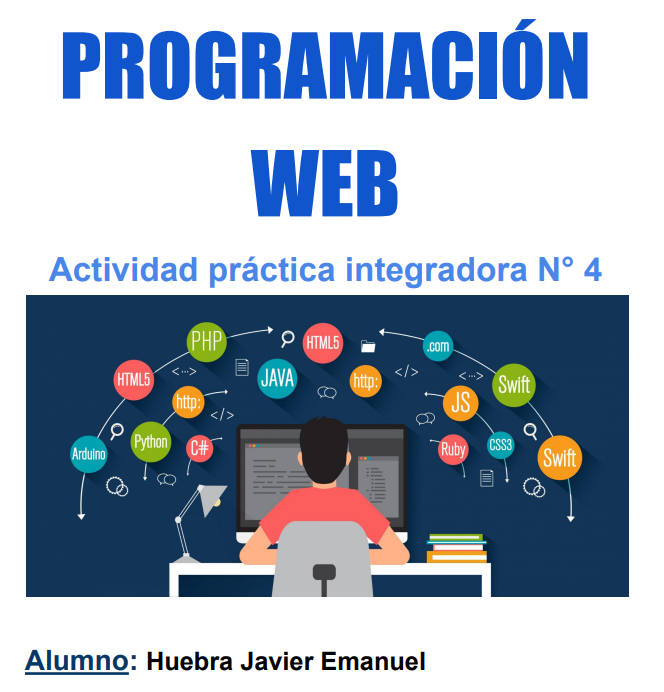 PROGRAMACIÓN
WEB
Actividad práctica integradora N° 4
PHP
HTML5
.com
HTML5
JAVA
http:
Swift
http:
JS
Arduino
Python
C#
Ruby
CSS3
Swift
<···>
</>
</>
<···>
Alumno: Huebra Javier Emanuel